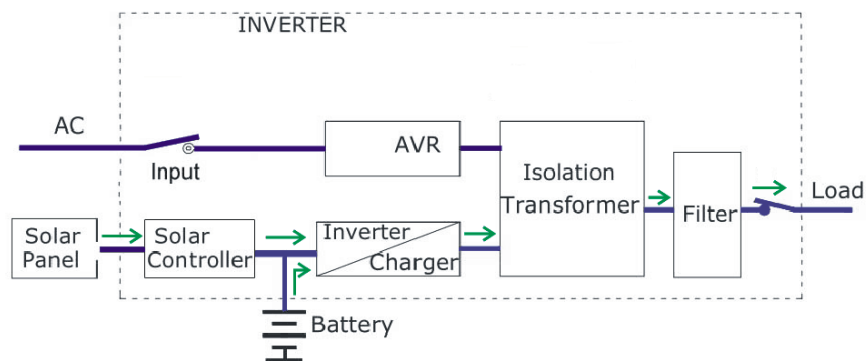 INVERTER
AC
Input
AVR
Isolation
Transformer
Filter
Load
Solar
Panel
Solar
Controller
Inverter
Charger
Battery